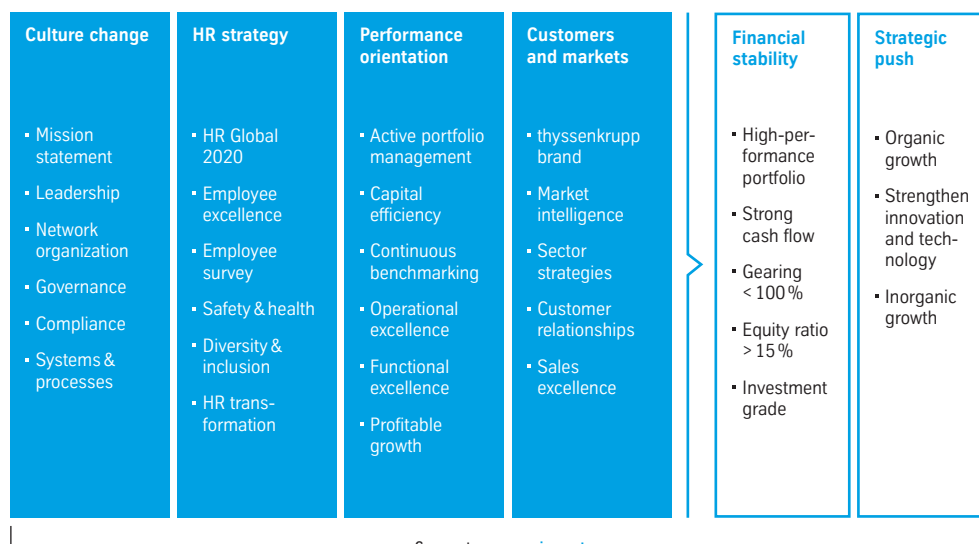 Culture change
Mission
statement
Leadership
Network
organization
Governance
Compliance
Systems &
processes
HR strategy
HR Global
2020
Employee
excellence
Employee
survey
Safety & health
Diversity &
inclusion
HR trans-
formation
Performance
orientation
Active portfolio
management
Capital
efficiency
Continuous
benchmarking
Operational
excellence
Functional
excellence
Profitable
growth
Customers
and markets
thyssenkrupp
brand
Market
intelligence
Sector
strategies
Customer
relationships
Sales
excellence
Financial
stability
High-per-
formance
portfolio
Strong
cash flow
Gearing
< 100 %
Equity ratio
> 15 %
Investment
grade
Strategic
push
Organic
growth
Strengthen
innovation
and tech-
nology
Inorganic
growth